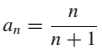 aₙ = n / (n + 1)